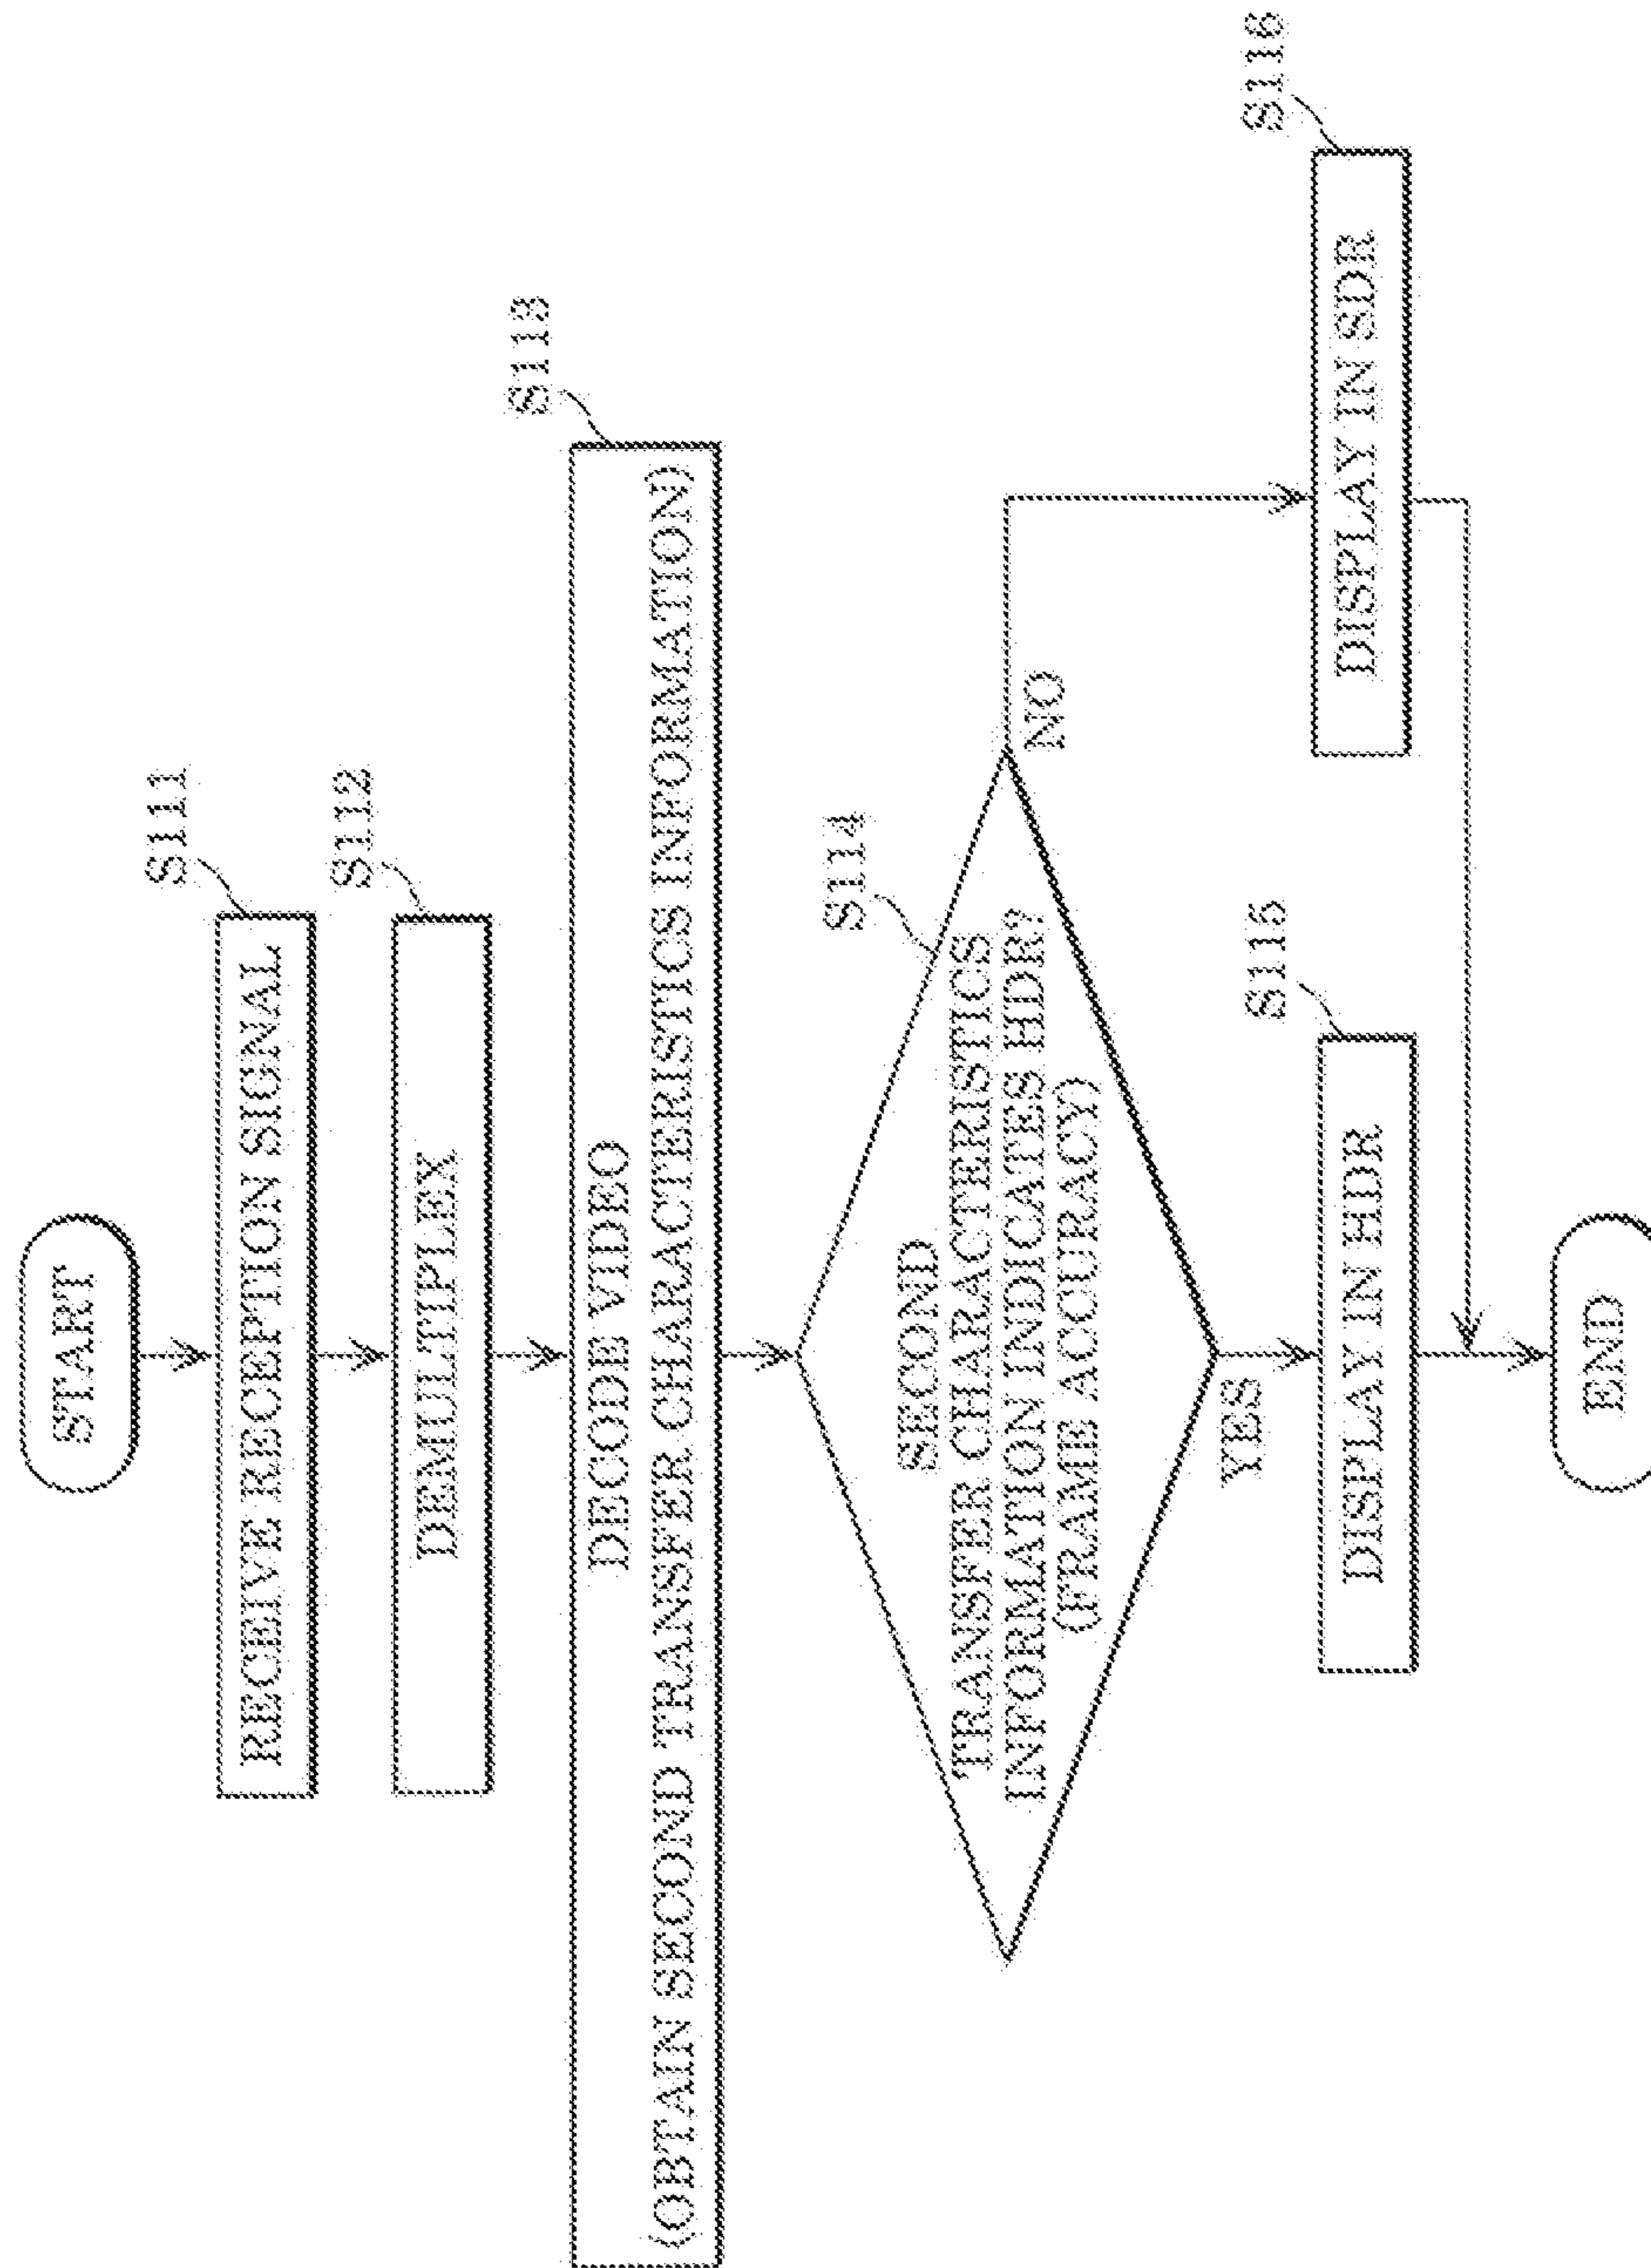 START
S111
RECEIVE RECEPTION SIGNAL
S112
DEMULTIPLEX
S113
DECODE VIDEO
(OBTAIN SECOND TRANSFER CHARACTERISTICS INFORMATION)
S114
SECOND
TRANSFER CHARACTERISTICS
INFORMATION INDICATES HDR?
(FRAME ACCURACY)
NO
YES
S115
DISPLAY IN HDR
S116
DISPLAY IN SDR
END